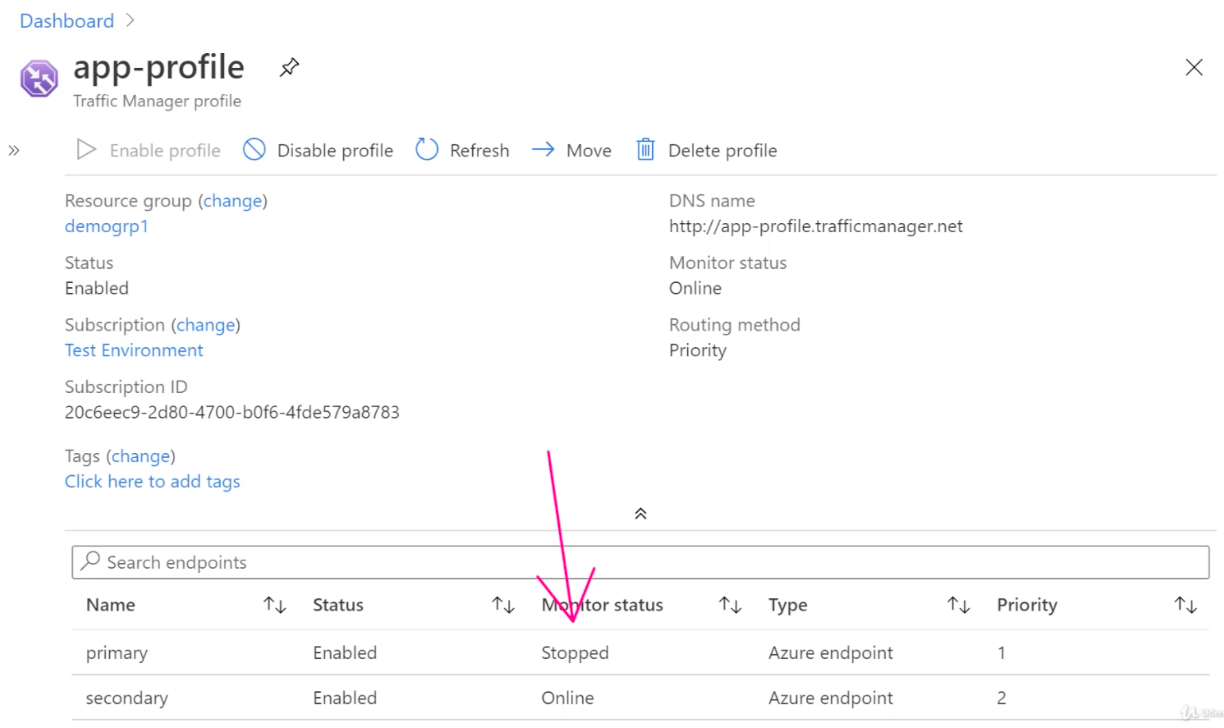 Dashboard
app-profile
Traffic Manager profile
Enable profile Disable profile Refresh Move Delete profile
Resource group (change)
demogrp1
Status
Enabled
Subscription (change)
Test Environment
Subscription ID
20c6eec9-2d80-4700-b0f6-4fde579a8783
Tags (change)
Click here to add tags
DNS name
http://app-profile.trafficmanager.net
Monitor status
Online
Routing method
Priority
Search endpoints
Name Status Monitor status Type Priority
primary Enabled Stopped Azure endpoint 1
secondary Enabled Online Azure endpoint 2